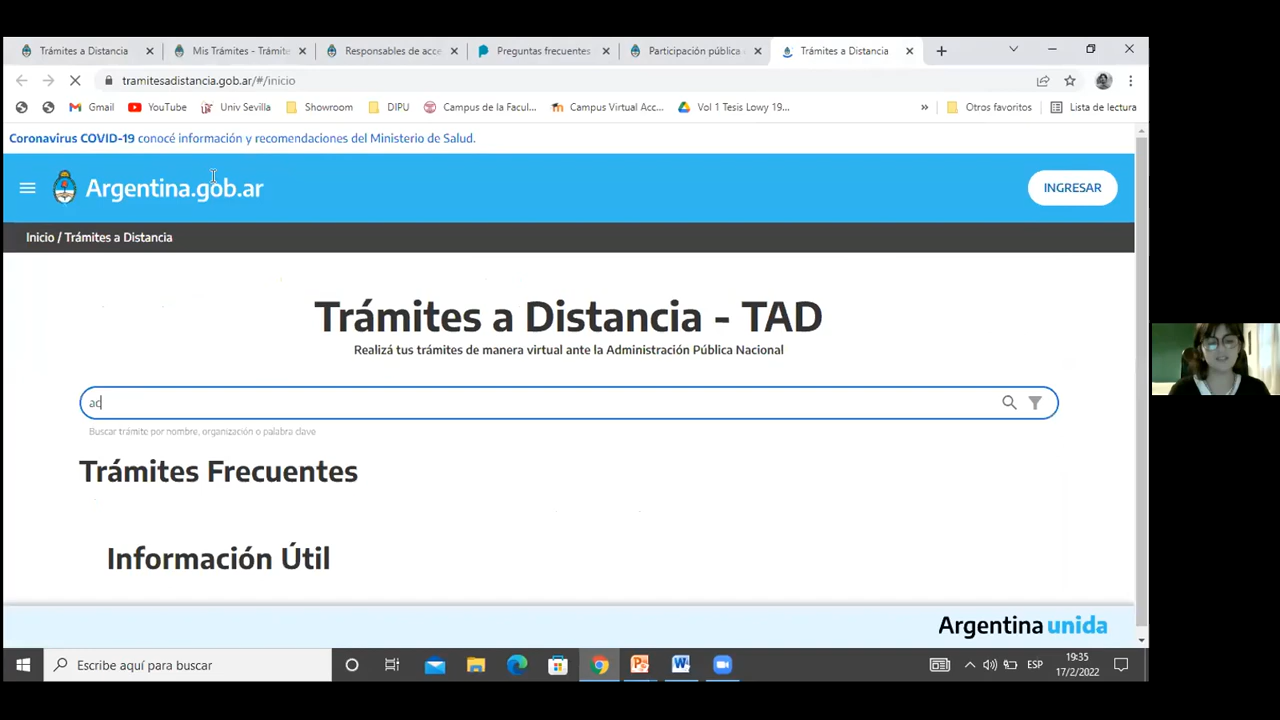 Trámites a Distancia
Mis Trámites - Trámite
Responsables de acce
Preguntas frecuentes
Participación pública
Trámites a Distancia
tramitesadistancia.gob.ar/#/inicio
Gmail
YouTube
Univ Sevilla
Showroom
DIPU
Campus de la Facul...
Campus Virtual Acc...
Vol 1 Tesis Lowy 19...
»
Otros favoritos
Lista de lectura
Coronavirus COVID-19 conocé información y recomendaciones del Ministerio de Salud.
Argentina.gob.ar
INGRESAR
Inicio / Trámites a Distancia
Trámites a Distancia - TAD
Realizá tus trámites de manera virtual ante la Administración Pública Nacional
ac
Buscar trámite por nombre, organización o palabra clave
Trámites Frecuentes
Información Útil
Argentina unida
Escribe aquí para buscar
ESP
19:35
17/2/2022